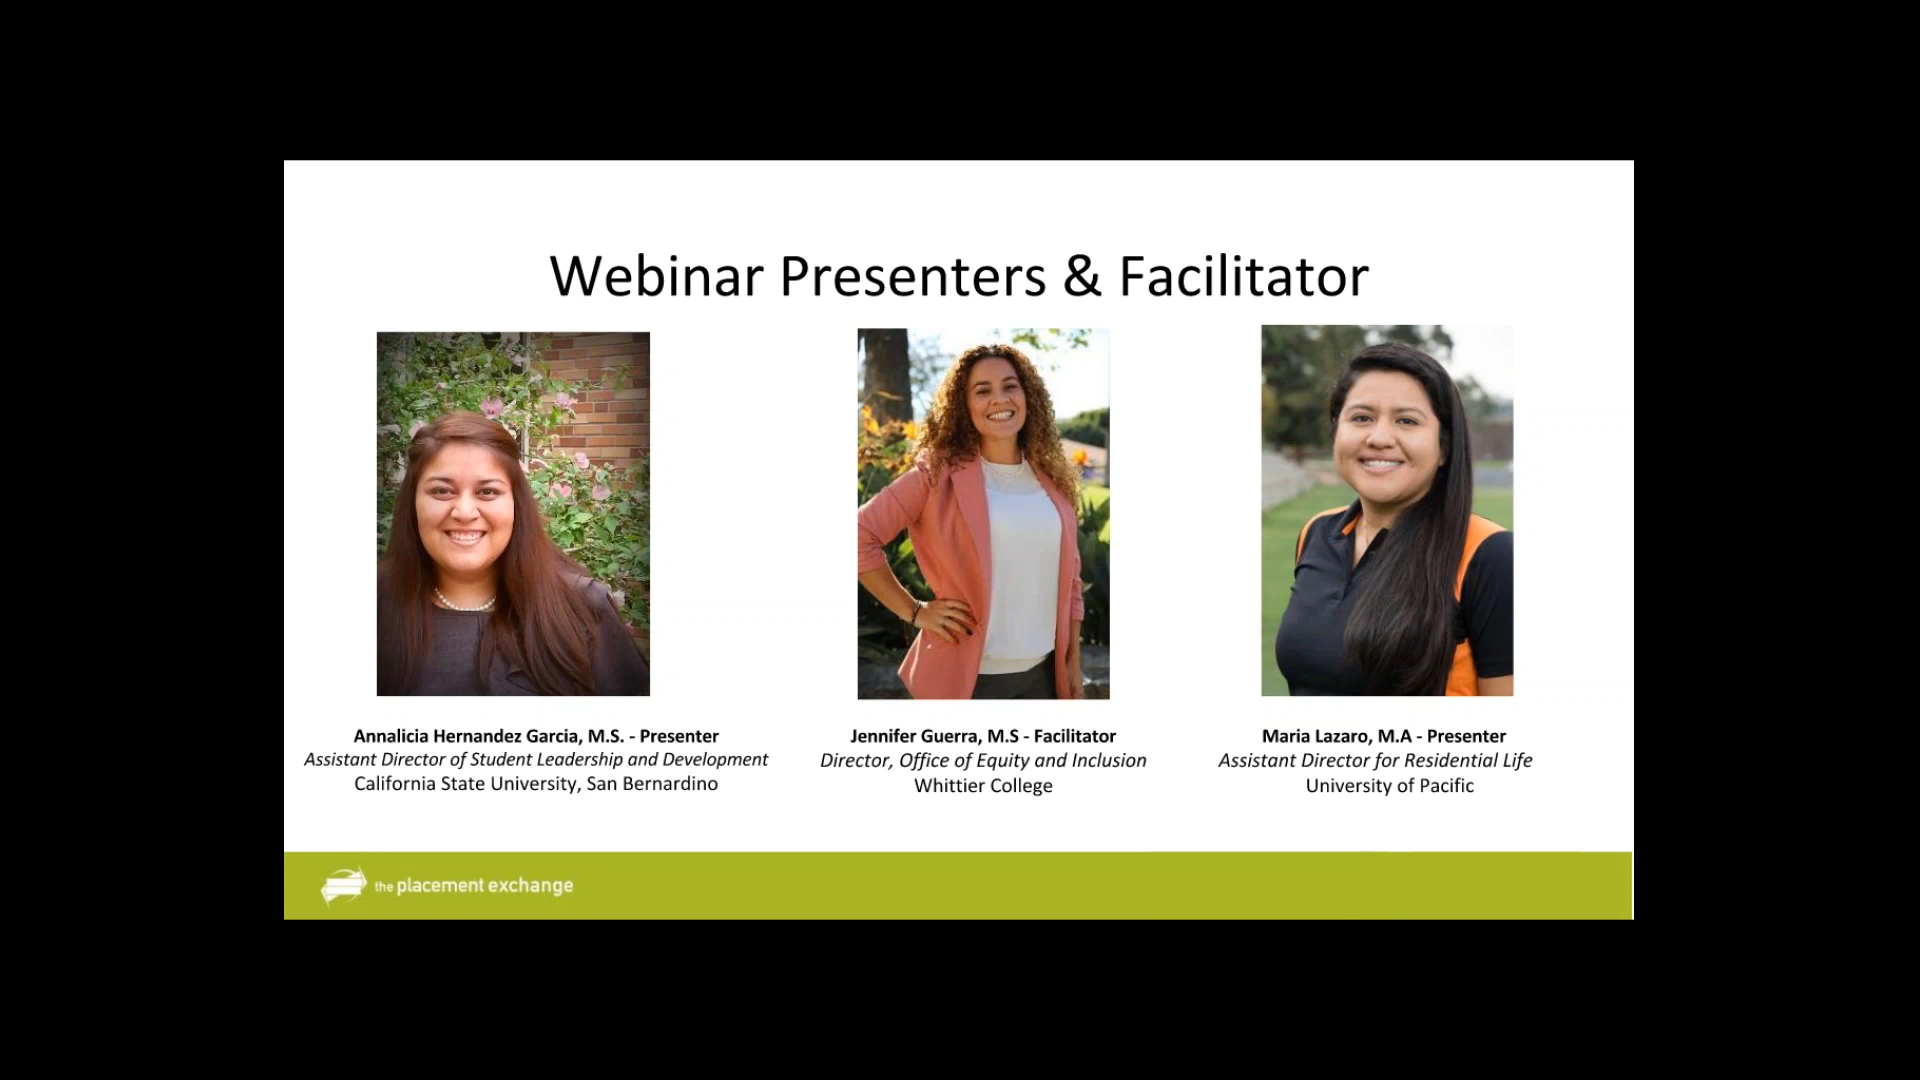 Webinar Presenters & Facilitator
Annalicia Hernandez Garcia, M.S. - Presenter
Assistant Director of Student Leadership and Development
California State University, San Bernardino
Jennifer Guerra, M.S - Facilitator
Director, Office of Equity and Inclusion
Whittier College
Maria Lazaro, M.A - Presenter
Assistant Director for Residential Life
University of Pacific
the placement exchange